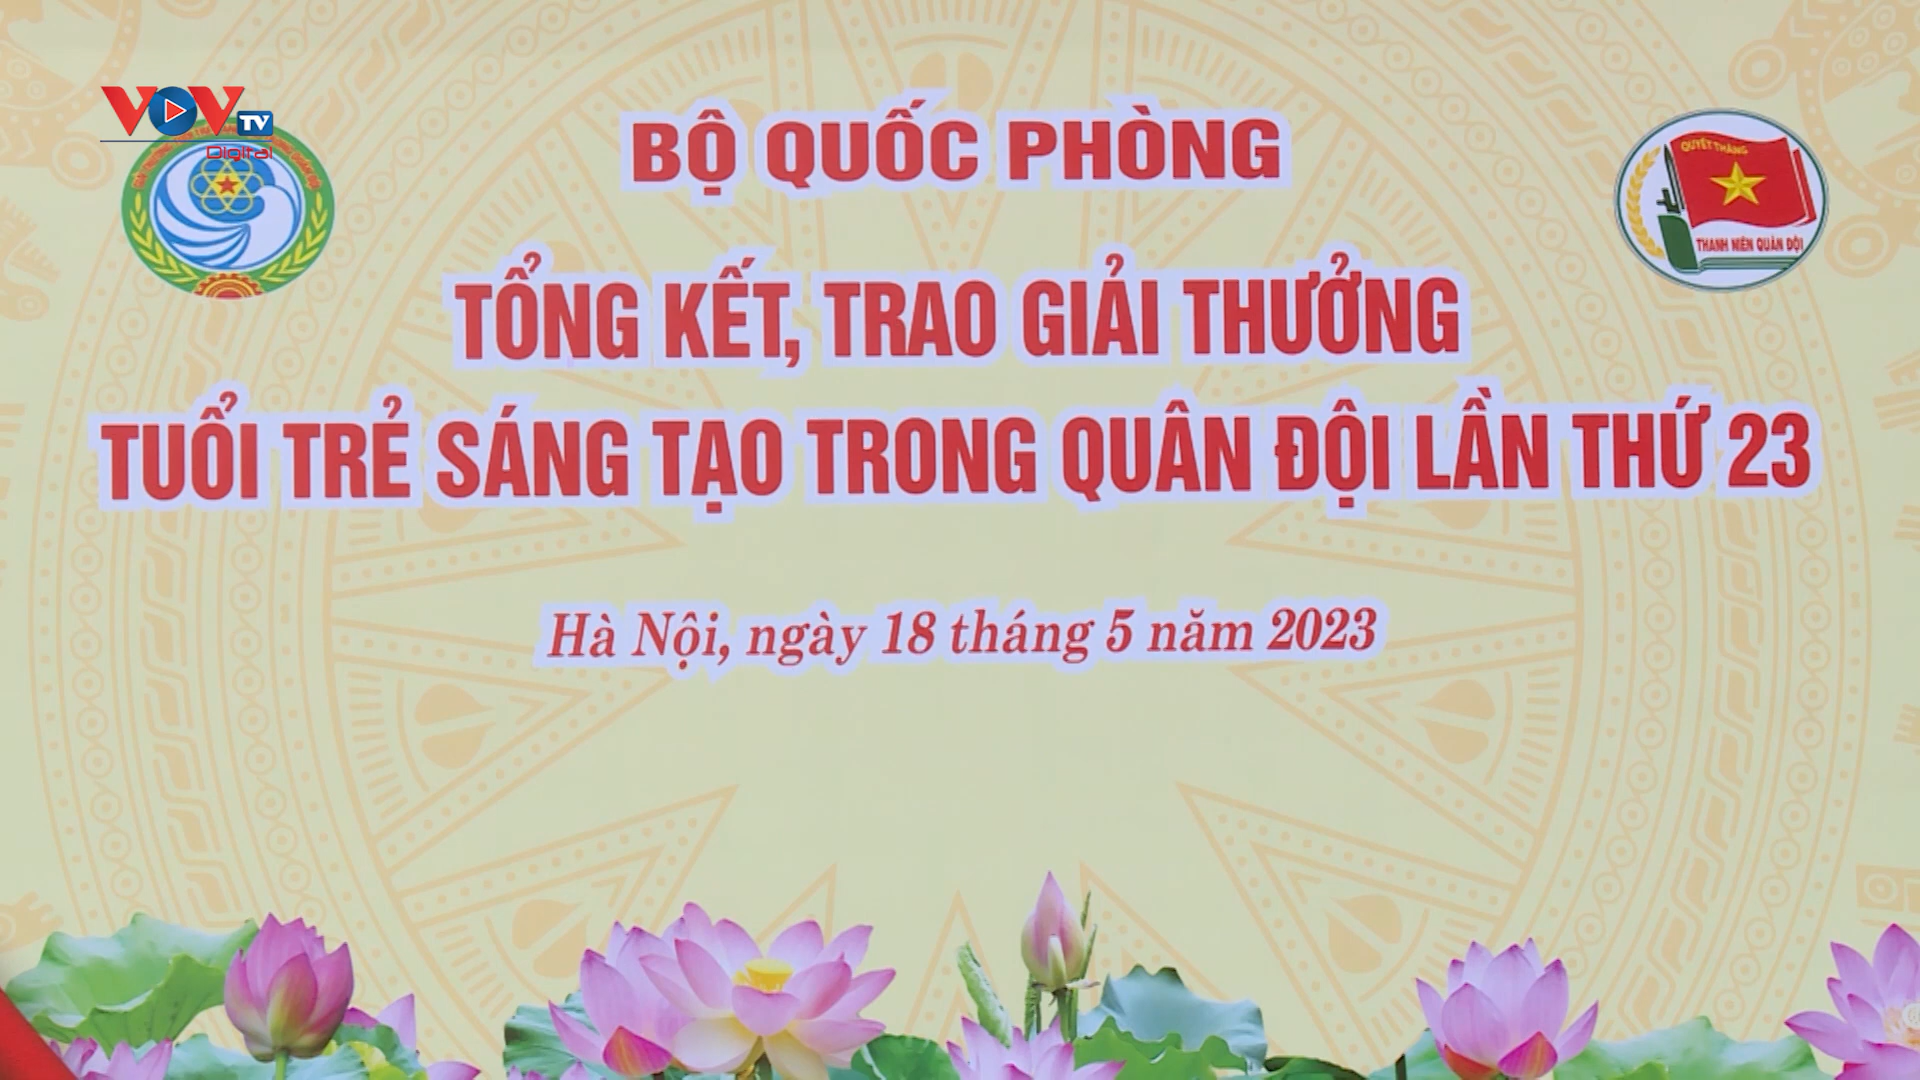 VOV TV
Digital
BỘ QUỐC PHÒNG
QUYẾT THẮNG
THANH NIÊN QUÂN ĐỘI
TỔNG KẾT, TRAO GIẢI THƯỞNG
TUỔI TRẺ SÁNG TẠO TRONG QUÂN ĐỘI LẦN THỨ 23
Hà Nội, ngày 18 tháng 5 năm 2023